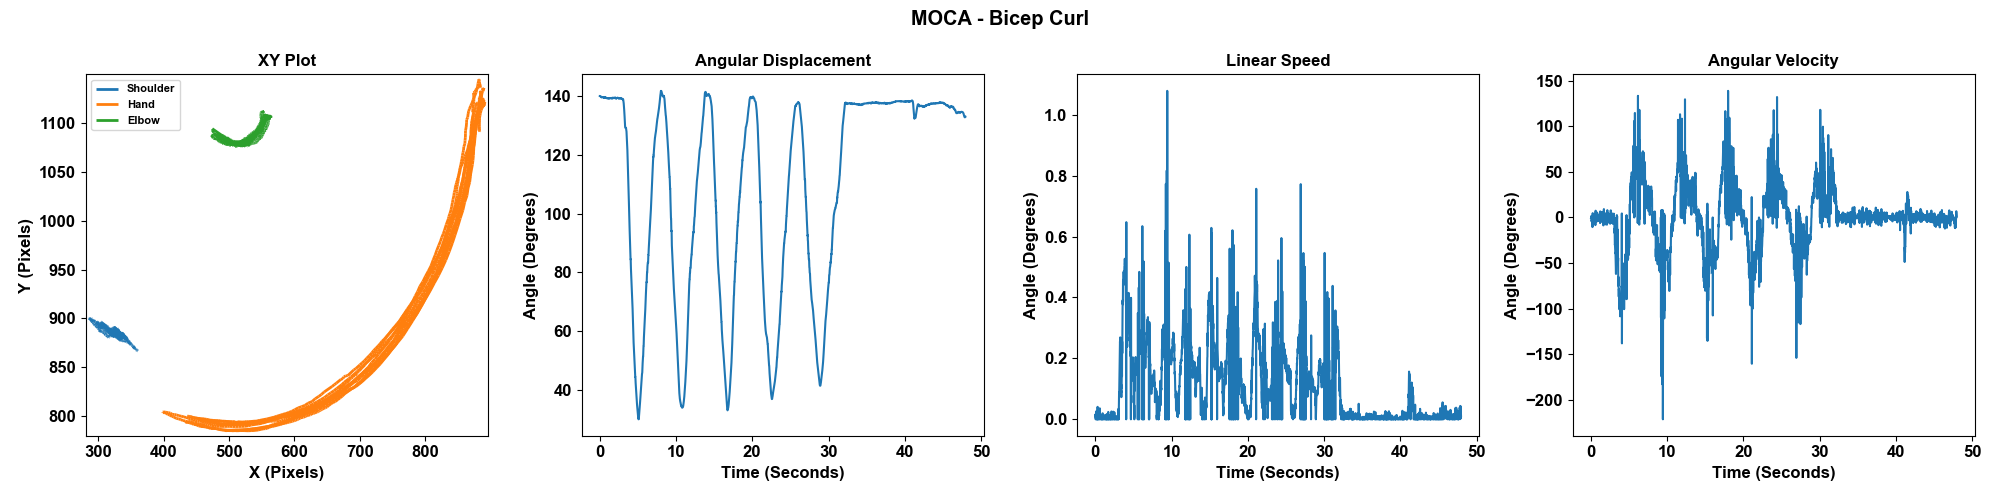 MOCA - Bicep Curl
XY Plot
Shoulder
Hand
Elbow
Y (Pixels)
1100
1050
1000
950
900
850
800
300 400 500 600 700 800
X (Pixels)
Angular Displacement
Angle (Degrees)
140
120
100
80
60
40
0 10 20 30 40 50
Time (Seconds)
Linear Speed
Angle (Degrees)
1.0
0.8
0.6
0.4
0.2
0.0
0 10 20 30 40 50
Time (Seconds)
Angular Velocity
Angle (Degrees)
150
100
50
0
−50
−100
−150
−200
0 10 20 30 40 50
Time (Seconds)